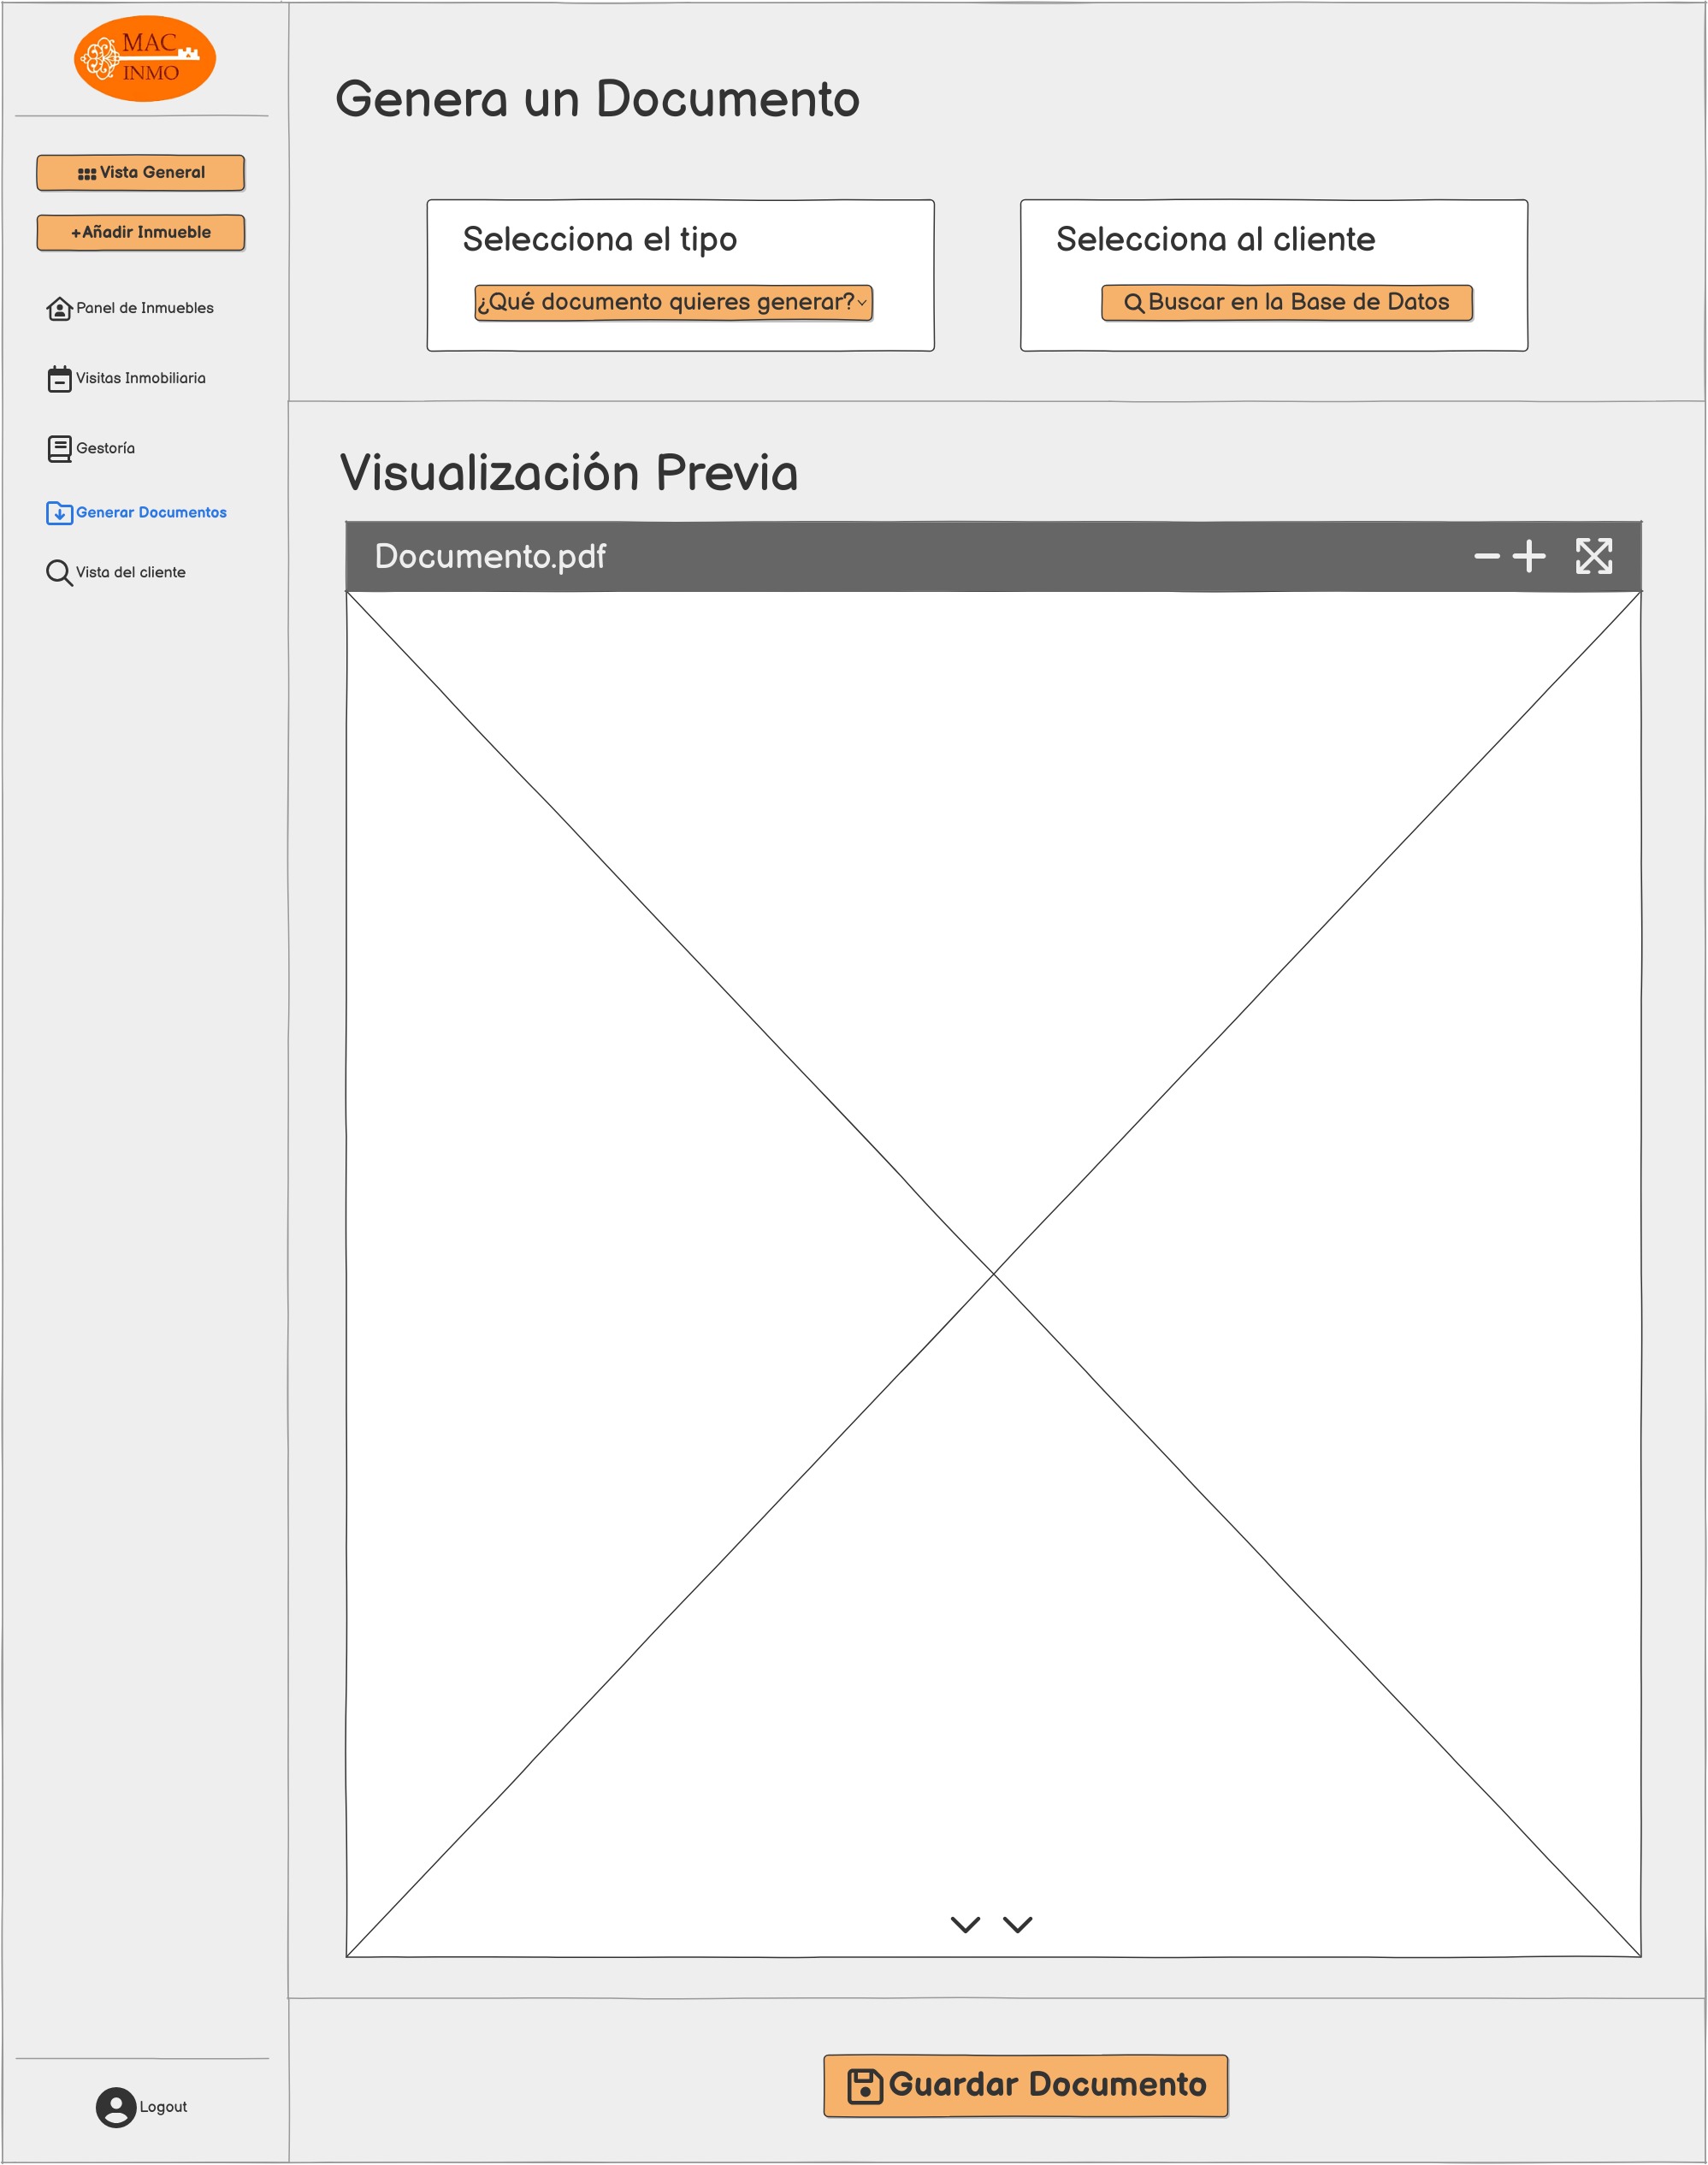 MAC
INMO
Vista General
+Añadir Inmueble
Panel de Inmuebles
Visitas Inmobiliaria
Gestoría
Generar Documentos
Vista del cliente
Logout
Genera un Documento
Selecciona el tipo
¿Qué documento quieres generar?
Selecciona al cliente
Buscar en la Base de Datos
Visualización Previa
Documento.pdf
Guardar Documento